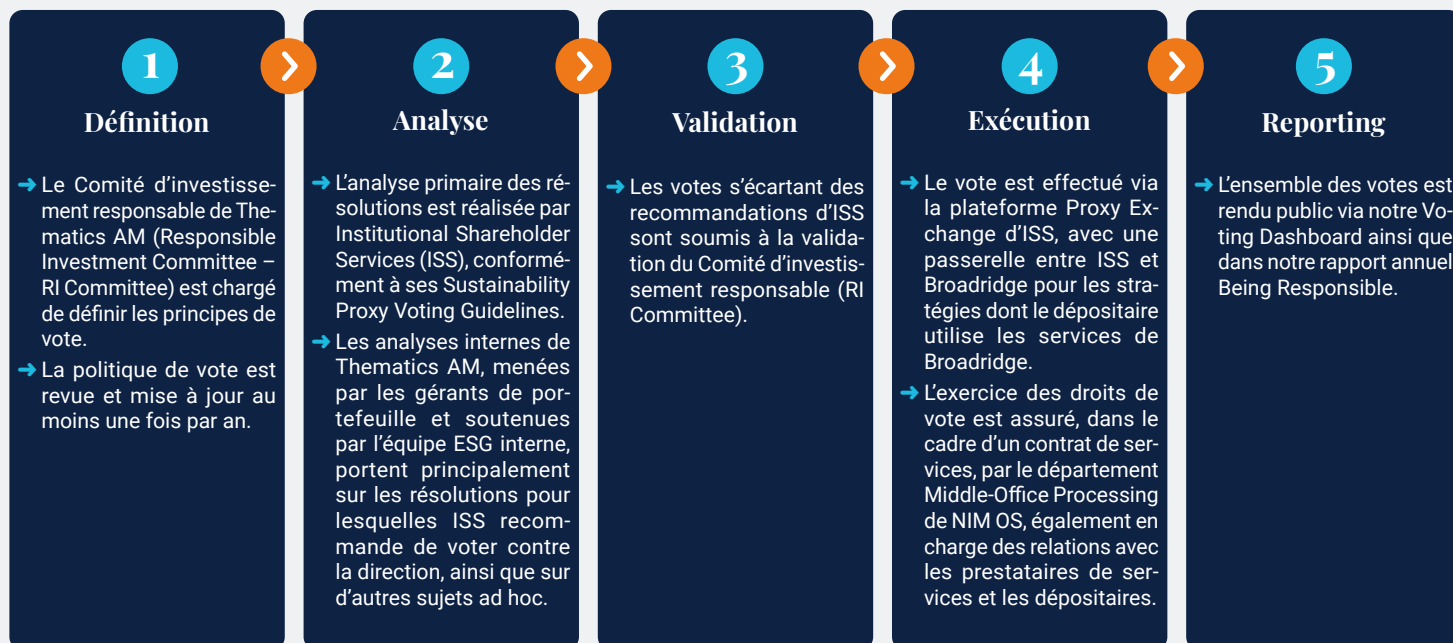 1
Définition
Le Comité d’investisse-
ment responsable de The-
matics AM (Responsible
Investment Committee –
RI Committee) est chargé
de définir les principes de
vote.
La politique de vote est
revue et mise à jour au
moins une fois par an.
2
Analyse
L’analyse primaire des ré-
solutions est réalisée par
Institutional Shareholder
Services (ISS), conformé-
ment à ses Sustainability
Proxy Voting Guidelines.
Les analyses internes de
Thematics AM, menées
par les gérants de por-
tefeuille et soutenues
par l’équipe ESG interne,
portent principalement
sur les résolutions pour
lesquelles ISS recom-
mande de voter contre
la direction, ainsi que sur
d’autres sujets ad hoc.
3
Validation
Les votes s’écartant des
recommandations d’ISS
sont soumis à la valida-
tion du Comité d’investis-
sement responsable (RI
Committee).
4
Exécution
Le vote est effectué via
la plateforme Proxy Ex-
change d’ISS, avec une
passerelle entre ISS et
Broadridge pour les stra-
tégies dont le dépositaire
utilise les services de
Broadridge.
L’exercice des droits de
vote est assuré, dans le
cadre d’un contrat de ser-
vices, par le département
Middle-Office Processing
de NIM OS, également en
charge des relations avec
les prestataires de ser-
vices et les dépositaires.
5
Reporting
L’ensemble des votes est
rendu public via notre Vo-
ting Dashboard ainsi que
dans notre rapport annuel
Being Responsible.